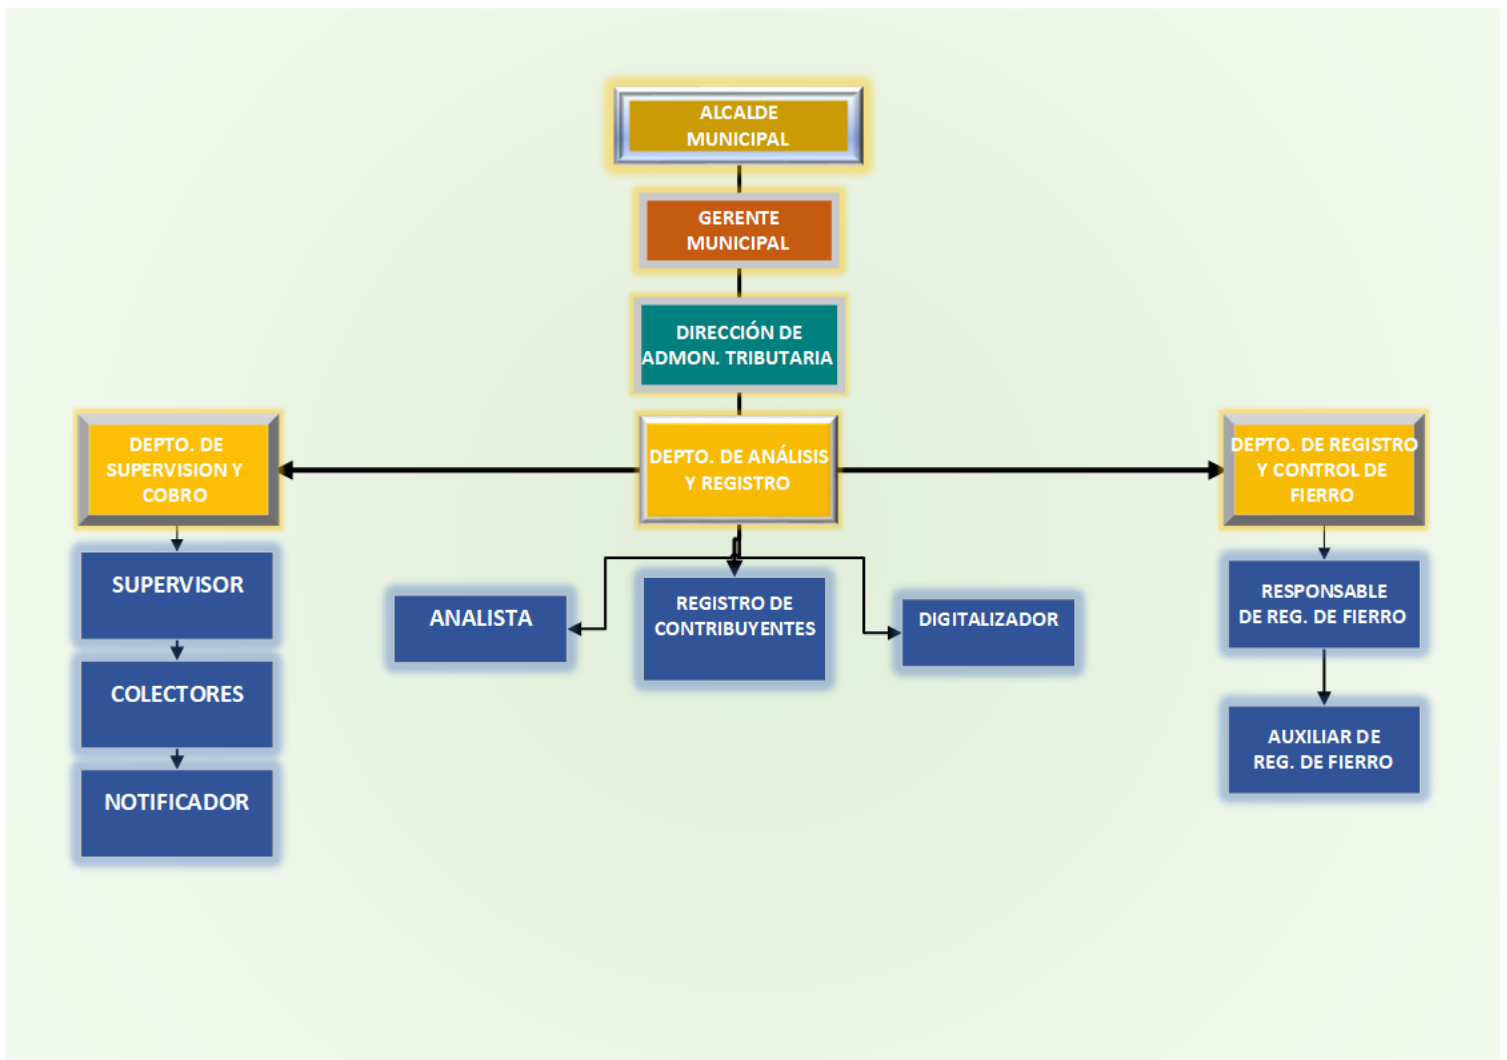 ALCALDE
MUNICIPAL
GERENTE
MUNICIPAL
DIRECCIÓN DE
ADMON. TRIBUTARIA
DEPTO. DE
SUPERVISION Y
COBRO
DEPTO. DE ANÁLISIS
Y REGISTRO
DEPTO. DE REGISTRO
Y CONTROL DE
FIERRO
SUPERVISOR
COLECTORES
NOTIFICADOR
ANALISTA
REGISTRO DE
CONTRIBUYENTES
DIGITALIZADOR
RESPONSABLE
DE REG. DE FIERRO
AUXILIAR DE
REG. DE FIERRO